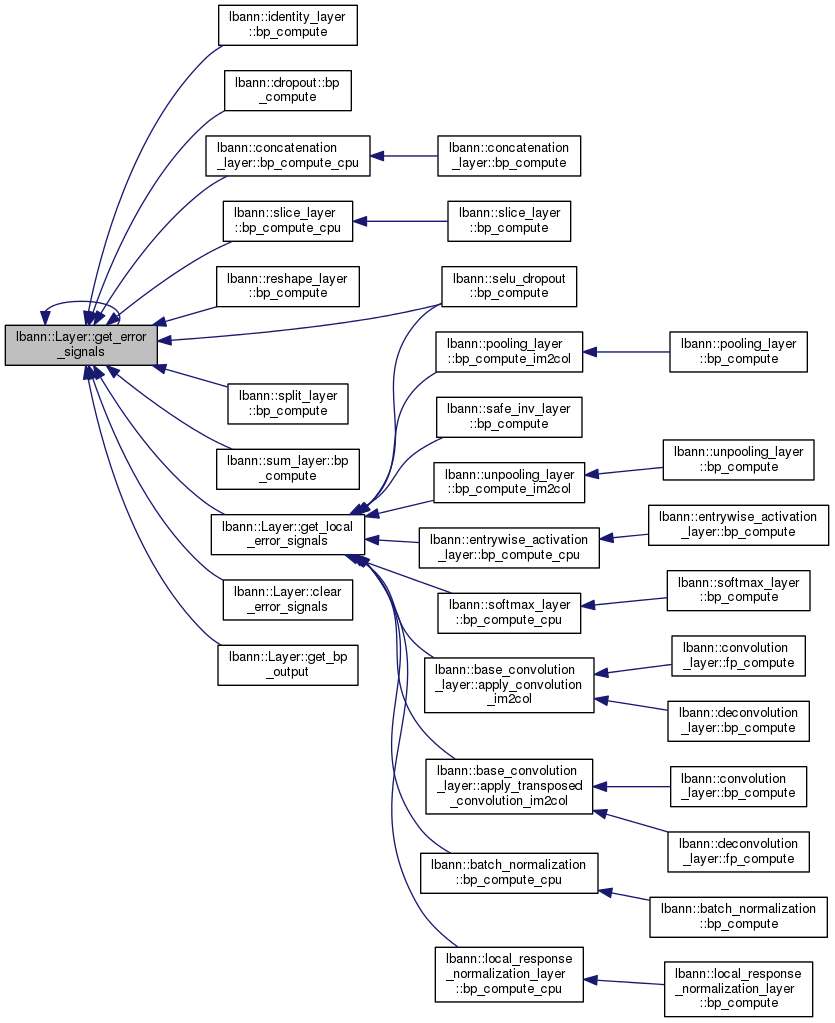 lbann::identity_layer
::bp_compute
lbann::dropout::bp
_compute
lbann::concatenation
_layer::bp_compute_cpu
lbann::concatenation
_layer::bp_compute
lbann::slice_layer
::bp_compute_cpu
lbann::slice_layer
::bp_compute
lbann::reshape_layer
::bp_compute
lbann::selu_dropout
::bp_compute
lbann::Layer::get_error
_signals
lbann::pooling_layer
::bp_compute_im2col
lbann::pooling_layer
::bp_compute
lbann::split_layer
::bp_compute
lbann::safe_inv_layer
::bp_compute
lbann::sum_layer::bp
_compute
lbann::unpooling_layer
::bp_compute_im2col
lbann::unpooling_layer
::bp_compute
lbann::Layer::get_local
_error_signals
lbann::entrywise_activation
_layer::bp_compute_cpu
lbann::entrywise_activation
_layer::bp_compute
lbann::Layer::clear
_error_signals
lbann::softmax_layer
::bp_compute_cpu
lbann::softmax_layer
::bp_compute
lbann::Layer::get_bp
_output
lbann::base_convolution
_layer::apply_convolution
_im2col
lbann::convolution
_layer::fp_compute
lbann::deconvolution
_layer::bp_compute
lbann::base_convolution
_layer::apply_transposed
_convolution_im2col
lbann::convolution
_layer::bp_compute
lbann::deconvolution
_layer::fp_compute
lbann::batch_normalization
::bp_compute_cpu
lbann::batch_normalization
::bp_compute
lbann::local_response
_normalization_layer
::bp_compute_cpu
lbann::local_response
_normalization_layer
::bp_compute